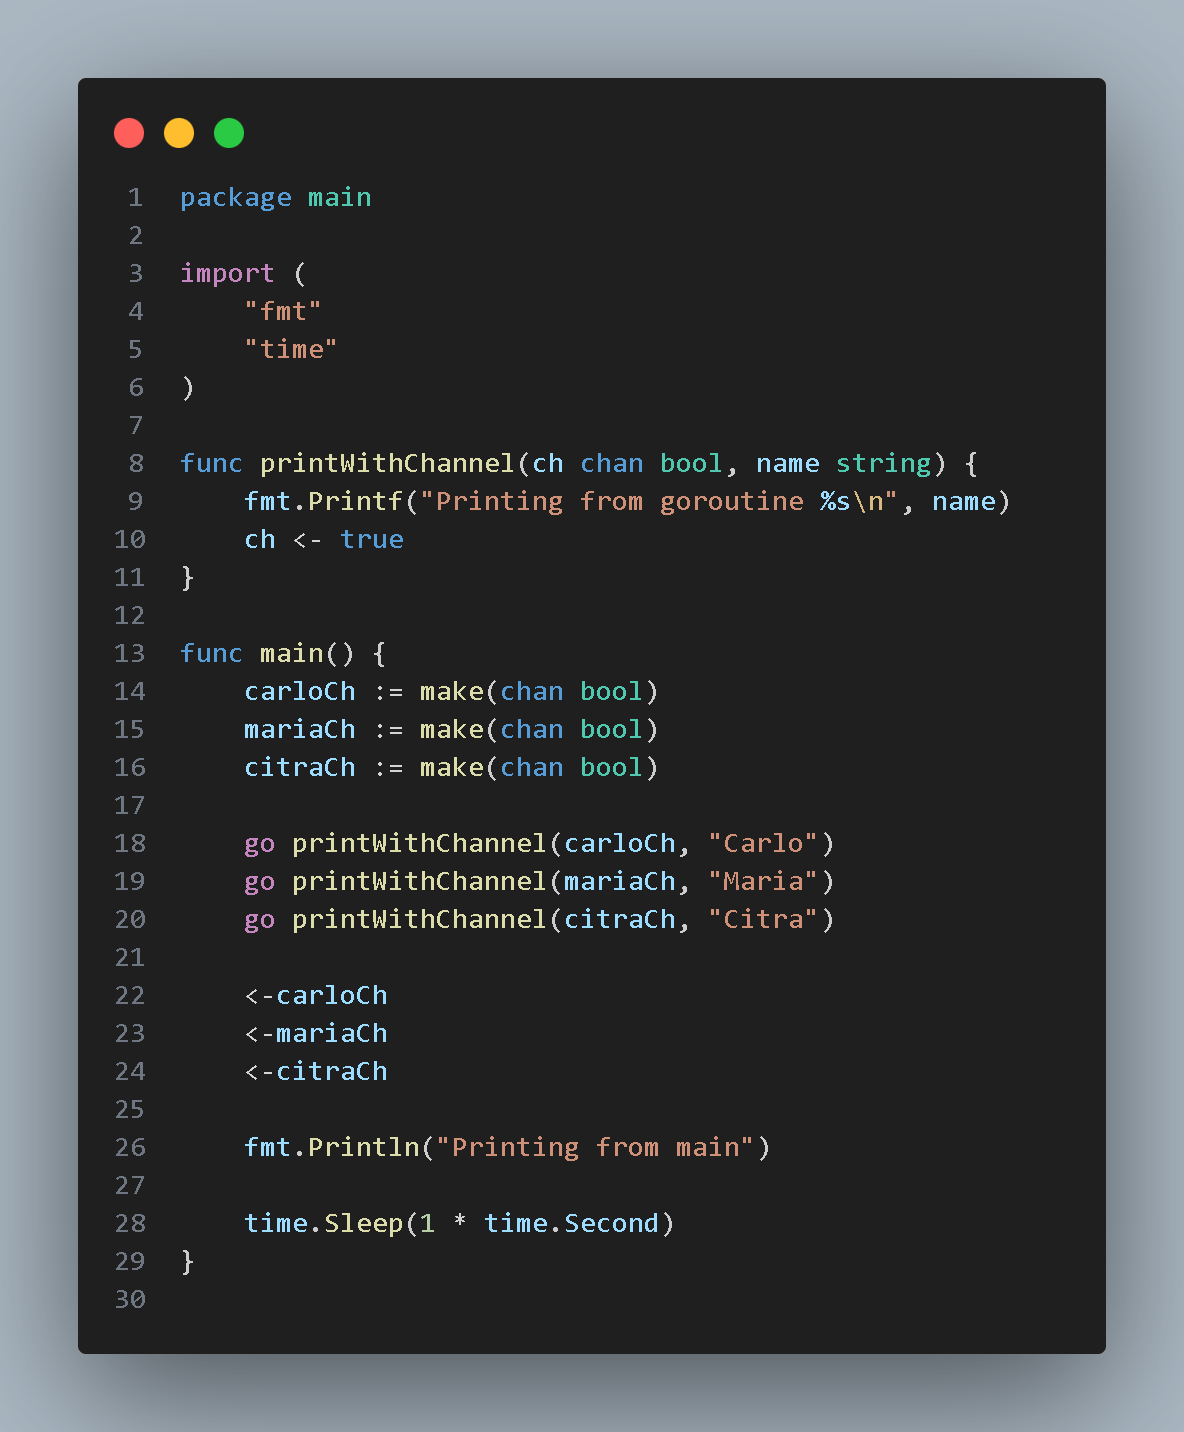 1 package main
2
3 import (
4     "fmt"
5     "time"
6 )
7
8 func printWithChannel(ch chan bool, name string) {
9     fmt.Printf("Printing from goroutine %s\n", name)
10     ch <- true
11 }
12
13 func main() {
14     carloCh := make(chan bool)
15     mariaCh := make(chan bool)
16     citraCh := make(chan bool)
17
18     go printWithChannel(carloCh, "Carlo")
19     go printWithChannel(mariaCh, "Maria")
20     go printWithChannel(citraCh, "Citra")
21
22     <-carloCh
23     <-mariaCh
24     <-citraCh
25
26     fmt.Println("Printing from main")
27
28     time.Sleep(1 * time.Second)
29 }
30